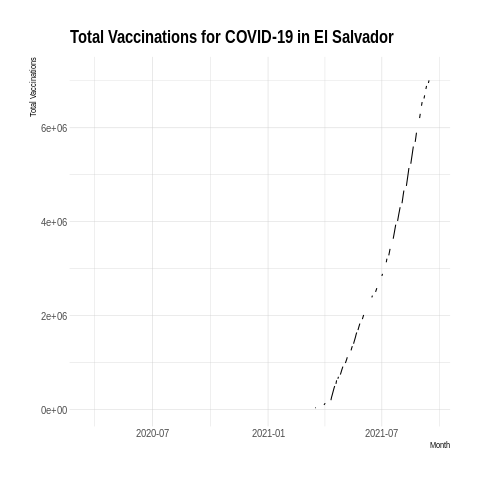 Total Vaccinations for COVID-19 in El Salvador
Total Vaccinations
6e+06
4e+06
2e+06
0e+00
2020-07
2021-01
2021-07
Month